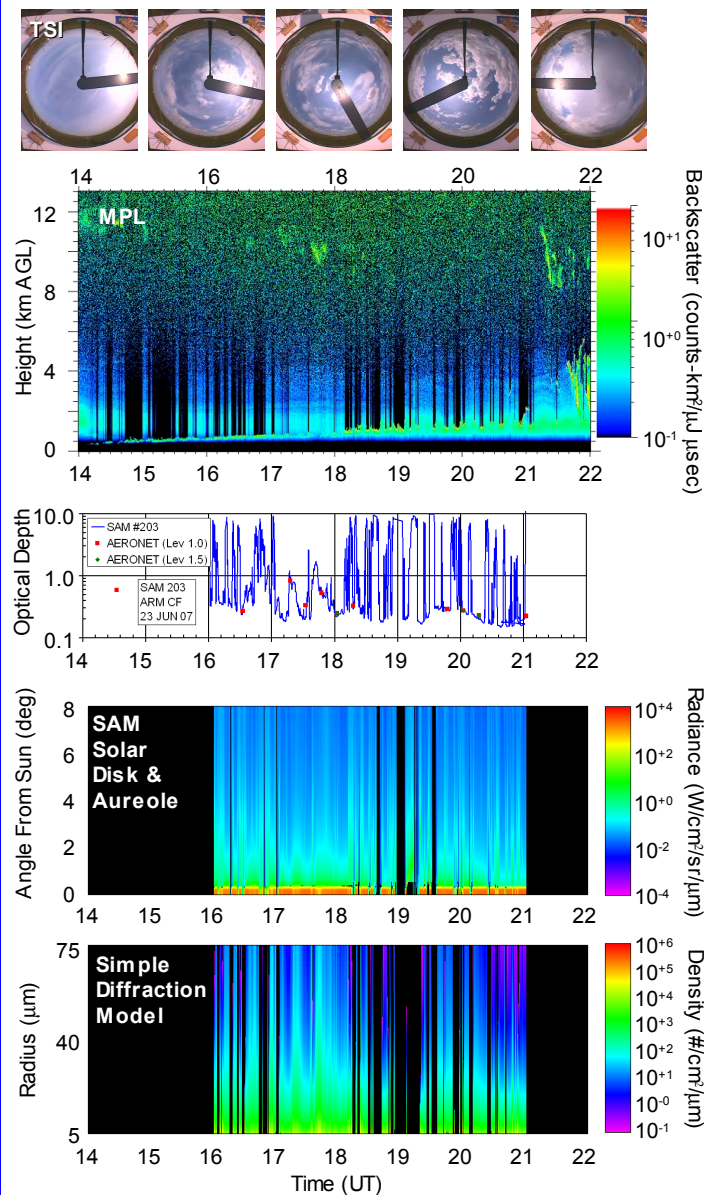 TSI
14 16 18 20 22
MPL
12
8
4
0
Height (km AGL)
14 15 16 17 18 19 20 21 22
10+1
10+0
10-1
Backscatter (counts-km²/µJ µsec)
10.0
1.0
0.1
Optical Depth
SAM #203
AERONET (Lev 1.0)
AERONET (Lev 1.5)
SAM 203
ARM CF
23 JUN 07
14 15 16 17 18 19 20 21 22
8
6
4
2
0
Angle From Sun (deg)
SAM
Solar
Disk &
Aureole
14 15 16 17 18 19 20 21 22
10+4
10+2
10+0
10-2
10-4
Radiance (W/cm²/sr/µm)
75
40
5
Radius (µm)
Simple
Diffraction
Model
14 15 16 17 18 19 20 21 22
Time (UT)
10+6
10+5
10+4
10+3
10+2
10+1
10-0
10-1
Density (#/cm²/µm)